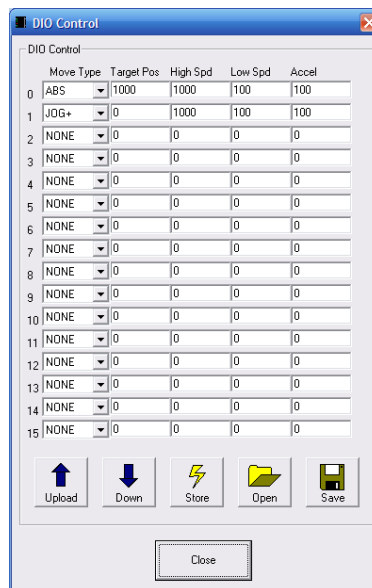 DIO Control
DIO Control
Move Type Target Pos High Spd Low Spd Accel
0 ABS 1000 1000 100 100
1 JOG+ 0 1000 100 100
2 NONE 0 0 0 0
3 NONE 0 0 0 0
4 NONE 0 0 0 0
5 NONE 0 0 0 0
6 NONE 0 0 0 0
7 NONE 0 0 0 0
8 NONE 0 0 0 0
9 NONE 0 0 0 0
10 NONE 0 0 0 0
11 NONE 0 0 0 0
12 NONE 0 0 0 0
13 NONE 0 0 0 0
14 NONE 0 0 0 0
15 NONE 0 0 0 0
Upload Down Store Open Save
Close